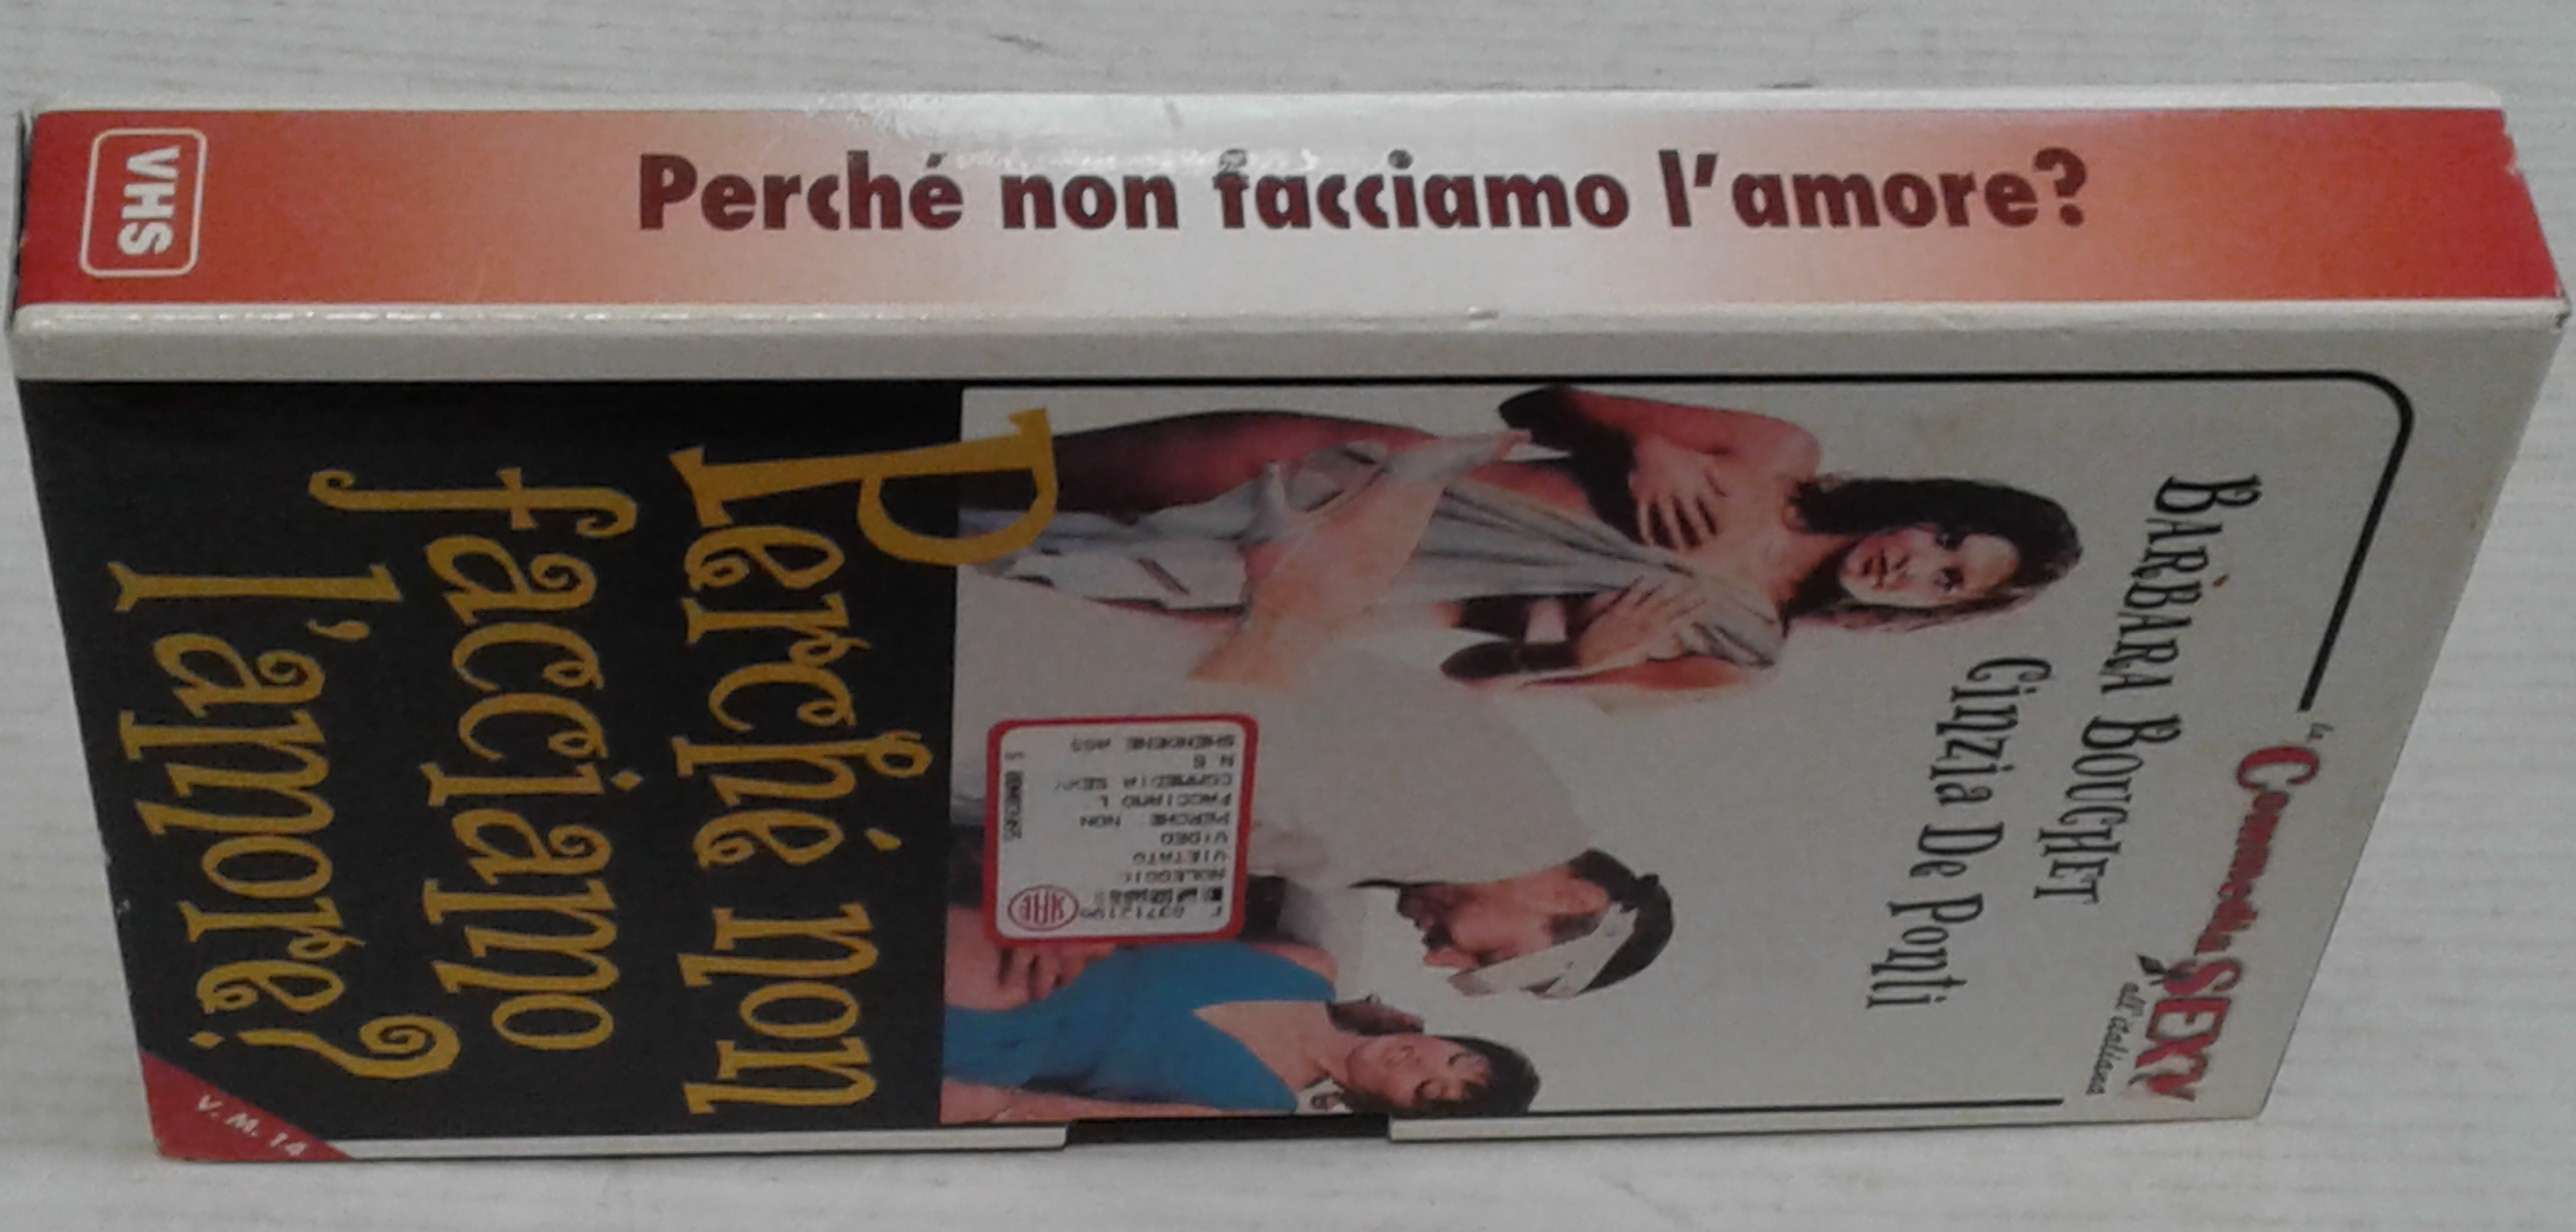 VHS
Perché non facciamo l'amore?
la Commedia SEXY
all'italiana
BARBARA BOUCHET
Cinzia De Ponti
Perché non
facciamo
l'amore?
VIETATO
VIDEO
PERCHE NON
FACCIAMO L
COMMEDIA SEXY
N 6
V. M. 14